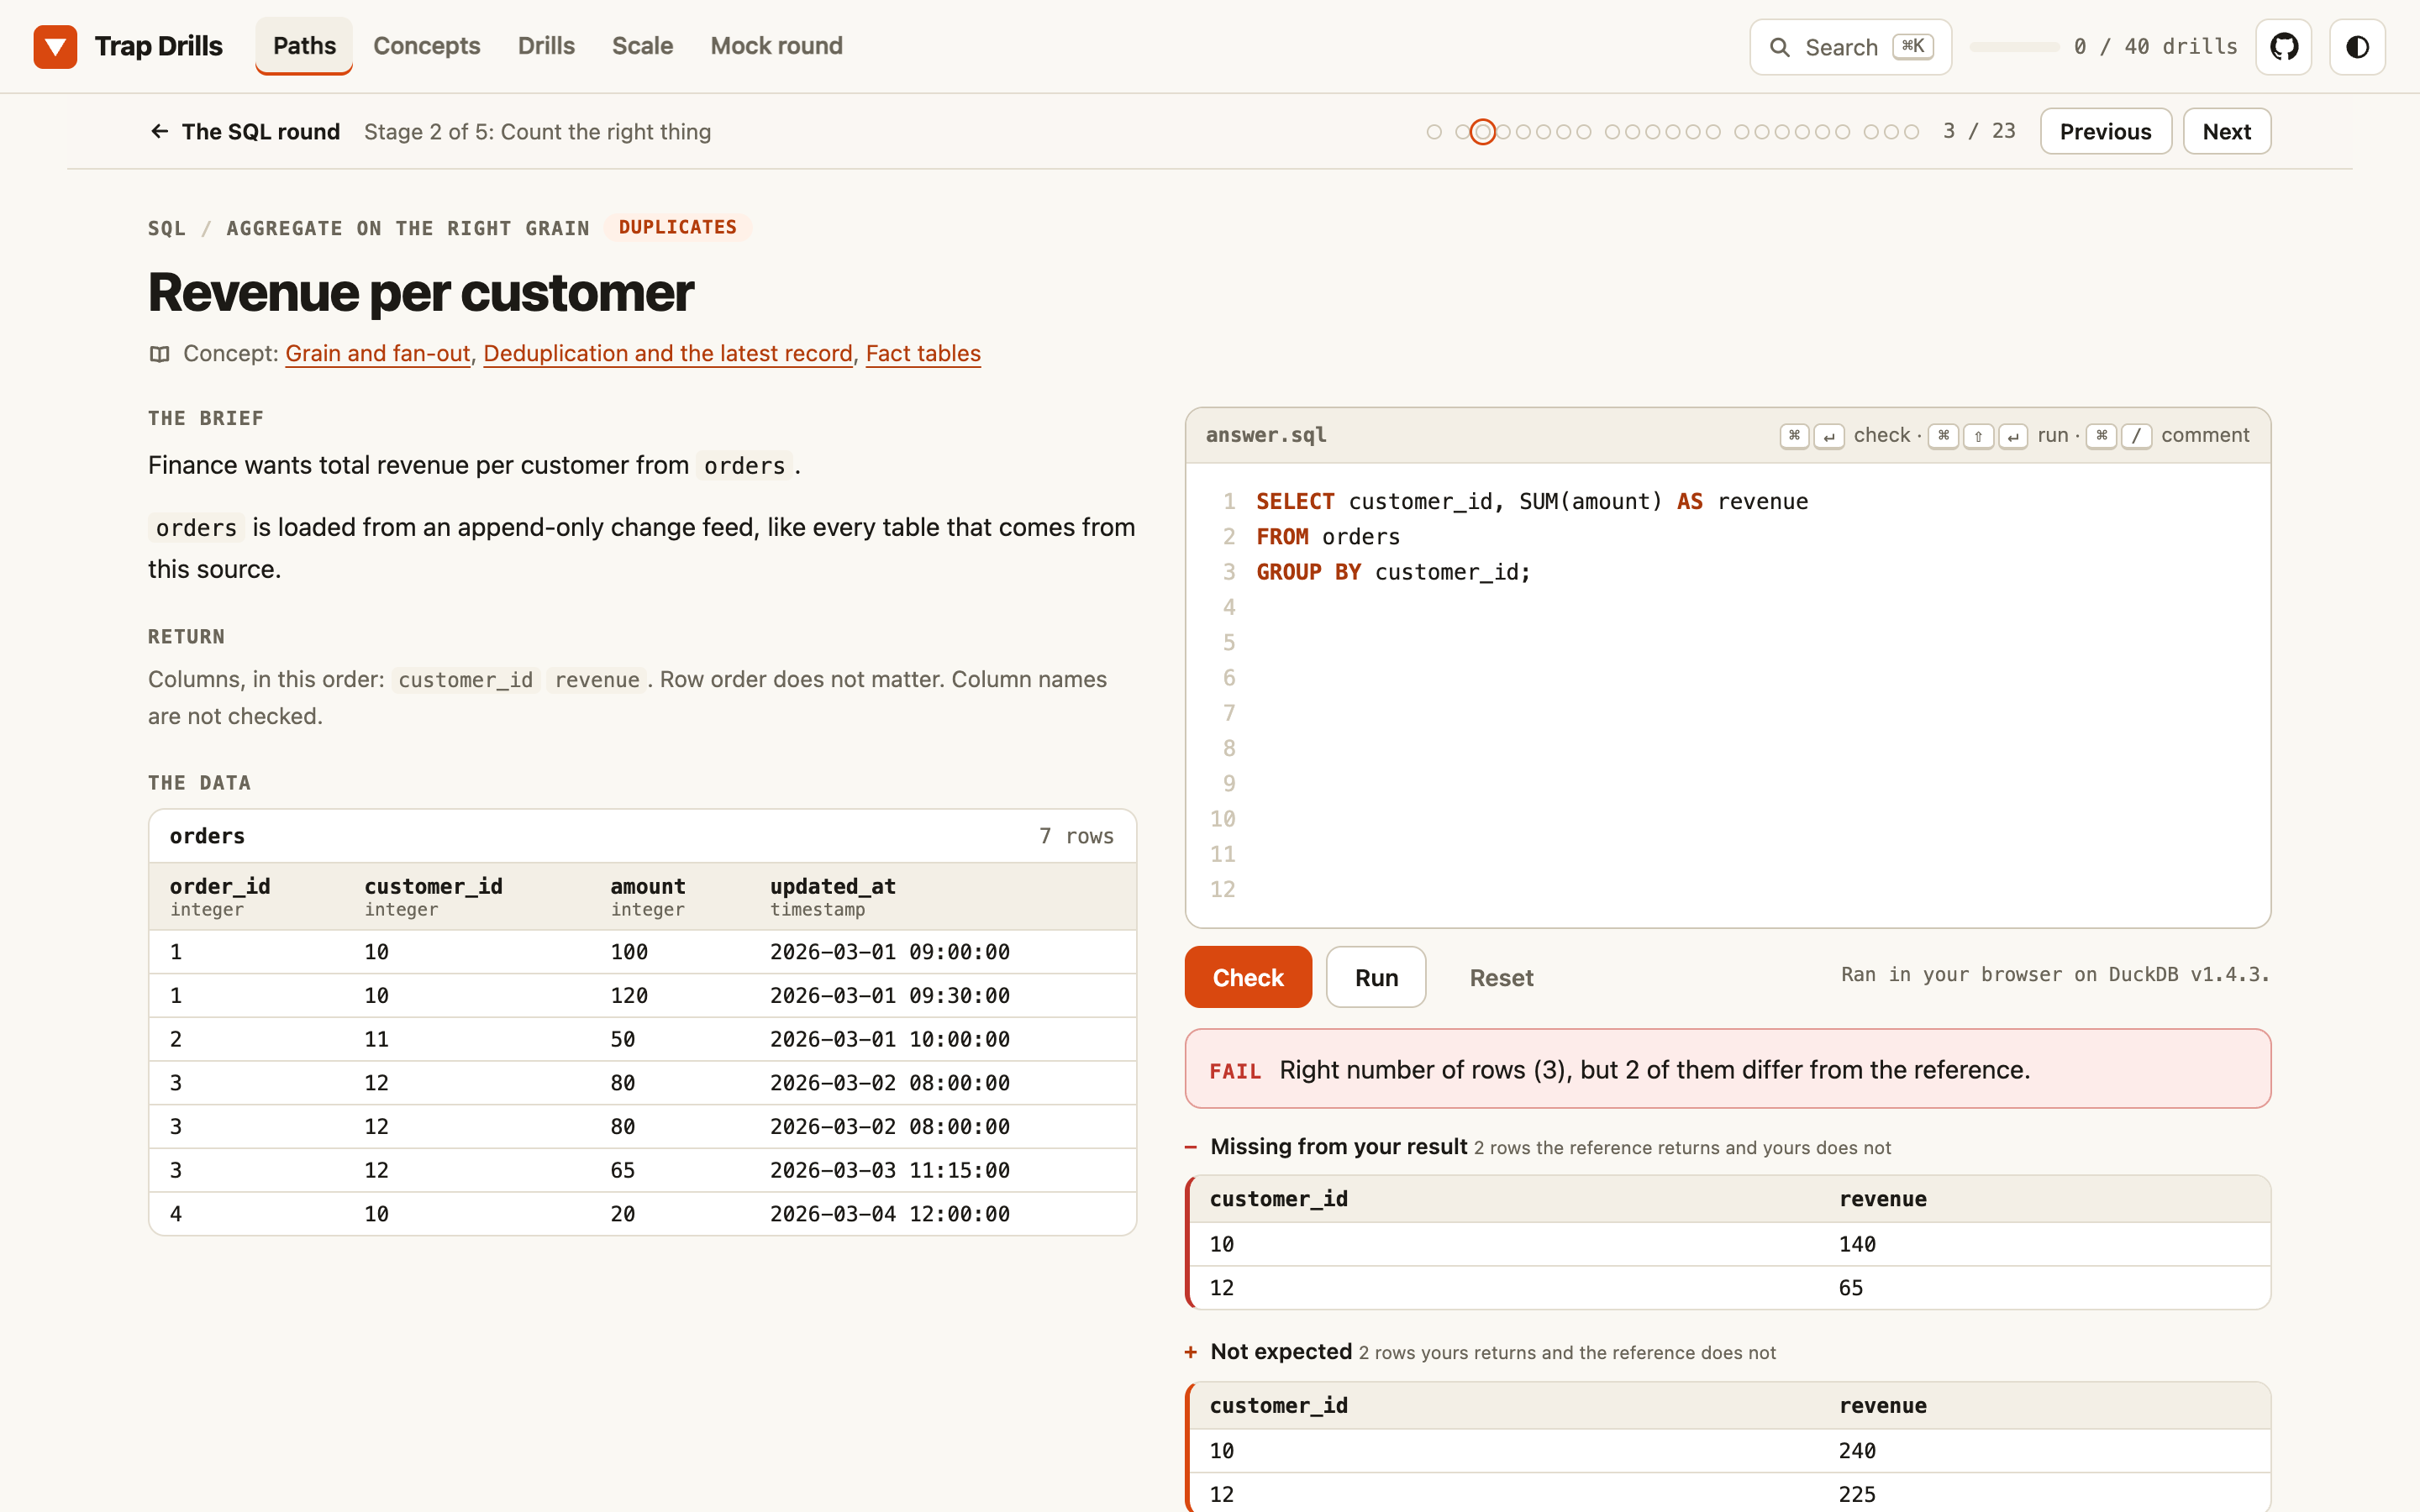 Trap Drills
Paths
Concepts
Drills
Scale
Mock round
Search ⌘K
0 / 40 drills
← The SQL round
Stage 2 of 5: Count the right thing
3 / 23
Previous
Next
SQL / AGGREGATE ON THE RIGHT GRAIN DUPLICATES
Revenue per customer
Concept: Grain and fan-out, Deduplication and the latest record, Fact tables
THE BRIEF
Finance wants total revenue per customer from orders.
orders is loaded from an append-only change feed, like every table that comes from
this source.
RETURN
Columns, in this order: customer_id revenue. Row order does not matter. Column names
are not checked.
THE DATA
orders 7 rows
order_id customer_id amount updated_at
integer integer integer timestamp
1 10 100 2026-03-01 09:00:00
1 10 120 2026-03-01 09:30:00
2 11 50 2026-03-01 10:00:00
3 12 80 2026-03-02 08:00:00
3 12 80 2026-03-02 08:00:00
3 12 65 2026-03-03 11:15:00
4 10 20 2026-03-04 12:00:00
answer.sql
⌘ ↵ check · ⌘ ⇧ ↵ run · ⌘ / comment
1 SELECT customer_id, SUM(amount) AS revenue
2 FROM orders
3 GROUP BY customer_id;
4
5
6
7
8
9
10
11
12
Check
Run
Reset
Ran in your browser on DuckDB v1.4.3.
FAIL Right number of rows (3), but 2 of them differ from the reference.
− Missing from your result 2 rows the reference returns and yours does not
customer_id revenue
10 140
12 65
+ Not expected 2 rows yours returns and the reference does not
customer_id revenue
10 240
12 225